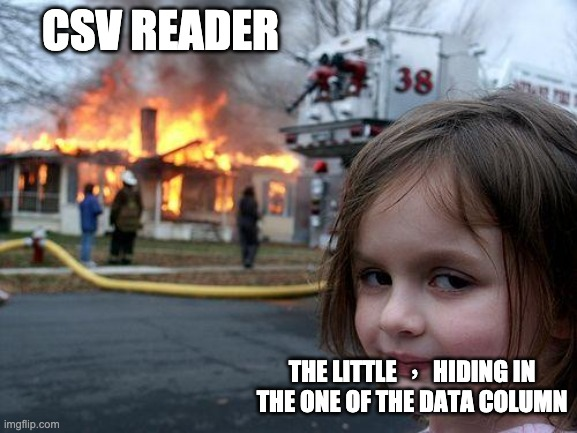 CSV READER
38
THE LITTLE , HIDING IN
THE ONE OF THE DATA COLUMN
imgflip.com